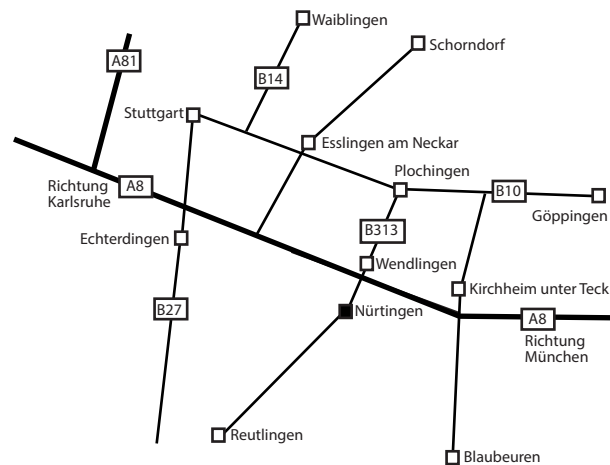 Waiblingen
Schorndorf
A81
B14
Stuttgart
Esslingen am Neckar
Richtung
Karlsruhe
A8
Plochingen
B10
Göppingen
B313
Echterdingen
Wendlingen
Kirchheim unter Teck
B27
Nürtingen
A8
Richtung
München
Reutlingen
Blaubeuren